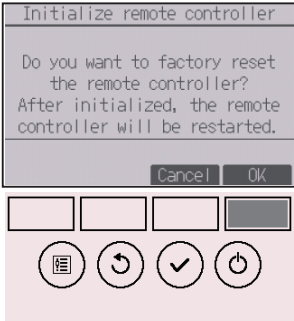 Initialize remote controller
Do you want to factory reset
the remote controller?
After initialized, the remote
controller will be restarted.
Cancel OK